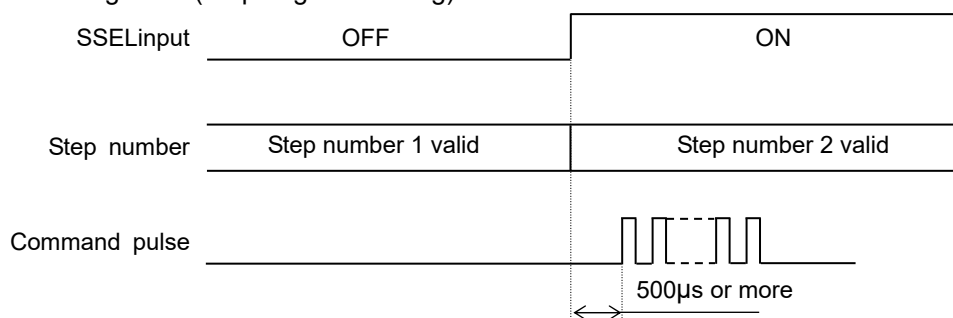 SSELinput OFF ON
Step number Step number 1 valid Step number 2 valid
Command pulse
500µs or more